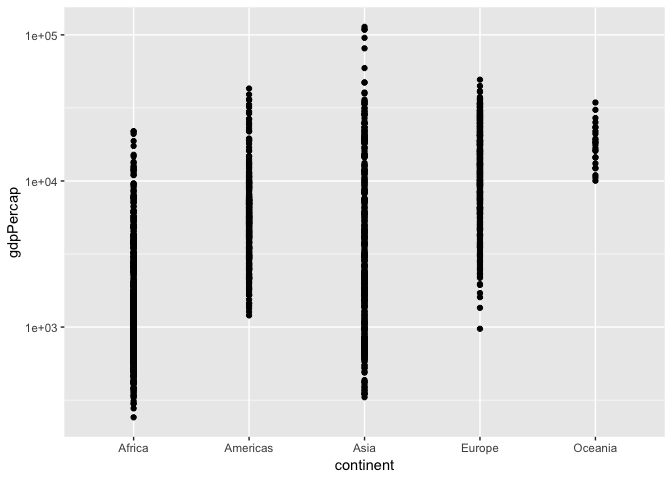 1e+05
1e+04
1e+03
gdpPercap
Africa Americas Asia Europe Oceania
continent